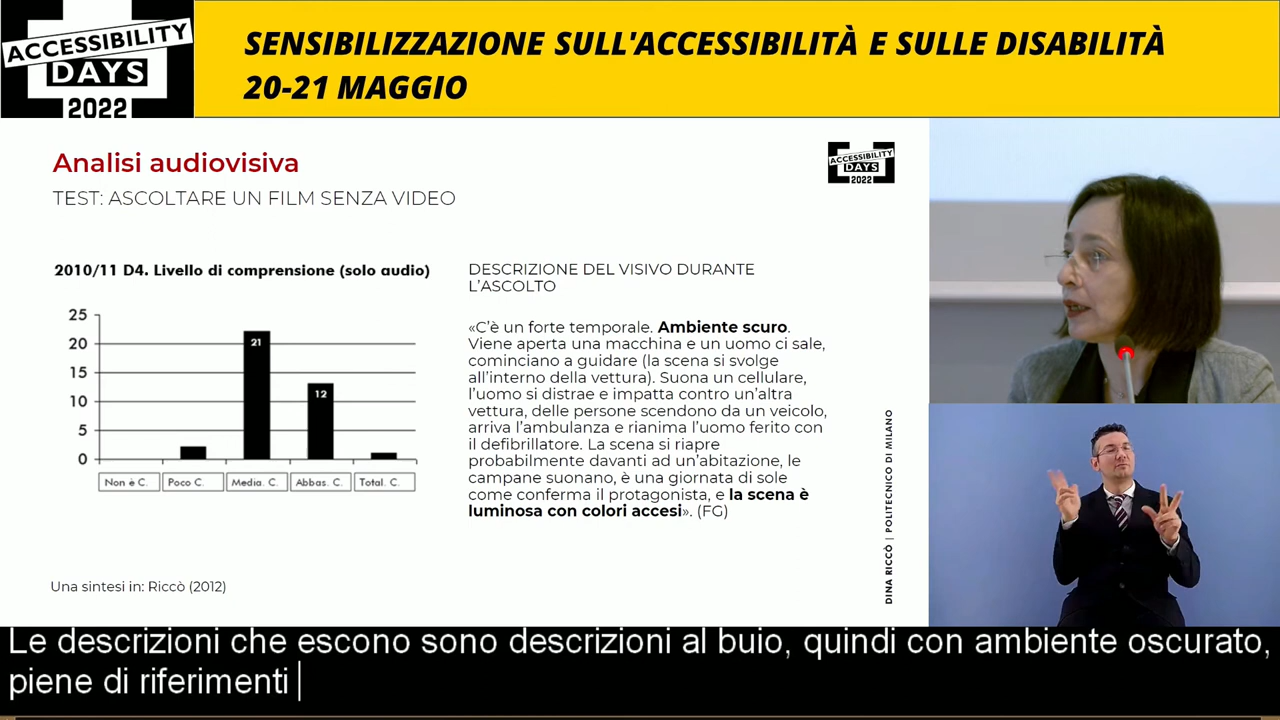 ACCESSIBILITY
DAYS
2022
SENSIBILIZZAZIONE SULL'ACCESSIBILITÀ E SULLE DISABILITÀ
20-21 MAGGIO
Analisi audiovisiva
TEST: ASCOLTARE UN FILM SENZA VIDEO
ACCESSIBILITY
DAYS
2022
2010/11 D4. Livello di comprensione (solo audio)
25
20
15
10
5
0
21
12
Non è C.
Poco C.
Media. C.
Abbas. C.
Total. C.
DESCRIZIONE DEL VISIVO DURANTE
L'ASCOLTO
«C'è un forte temporale. Ambiente scuro.
Viene aperta una macchina e un uomo ci sale,
cominciano a guidare (la scena si svolge
all'interno della vettura). Suona un cellulare,
l'uomo si distrae e impatta contro un'altra
vettura, delle persone scendono da un veicolo,
arriva l'ambulanza e rianima l'uomo ferito con
il defibrillatore. La scena si riapre
probabilmente davanti ad un'abitazione, le
campane suonano, è una giornata di sole
come conferma il protagonista, e la scena è
luminosa con colori accesi». (FG)
DINA RICCÒ | POLITECNICO DI MILANO
Una sintesi in: Riccò (2012)
Le descrizioni che escono sono descrizioni al buio, quindi con ambiente oscurato,
piene di riferimenti